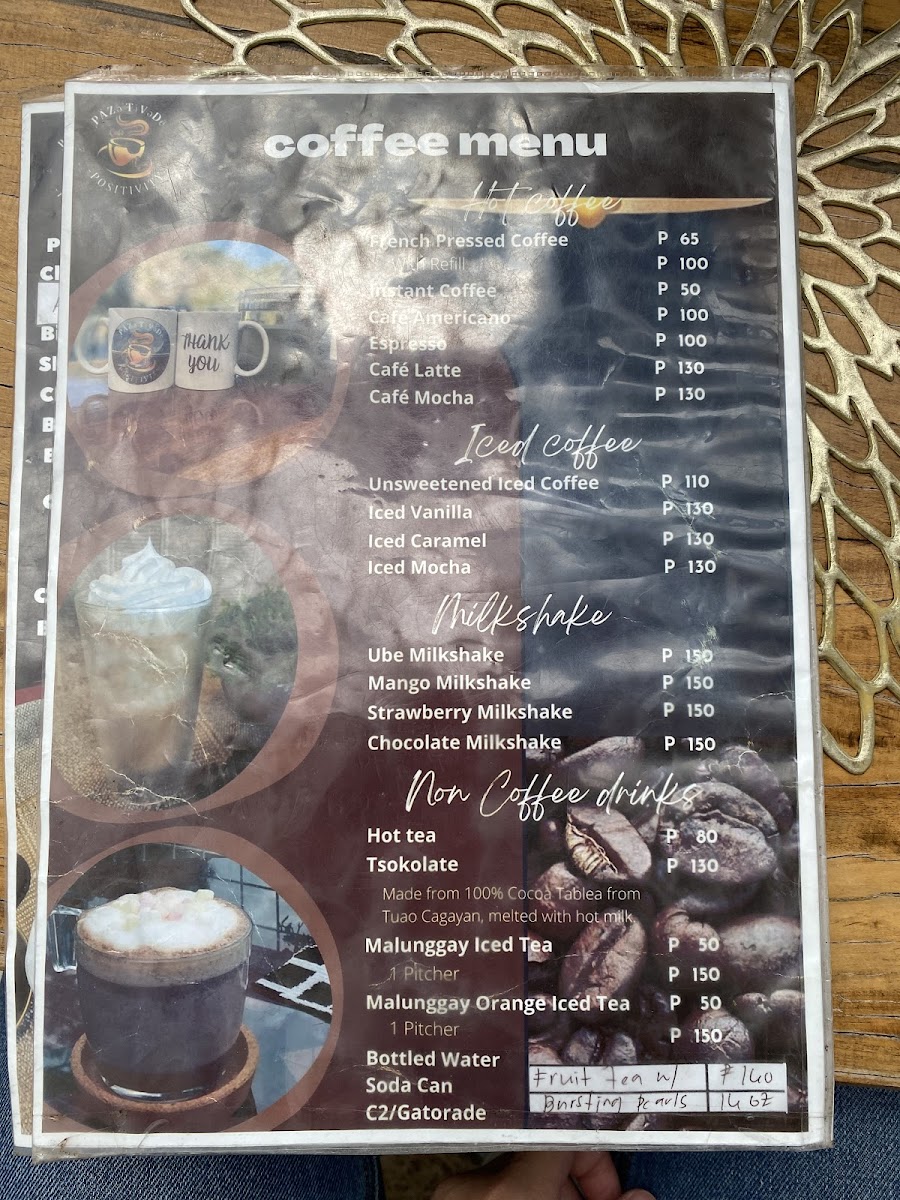 PAZoTiVoDo
POSITIVITY
coffee menu
Hot coffee
French Pressed Coffee P 65
With Refill P 100
Instant Coffee P 50
Café Americano P 100
Espresso P 100
Café Latte P 130
Café Mocha P 130
THANK
YOU
Iced coffee
Unsweetened Iced Coffee P 110
Iced Vanilla P 130
Iced Caramel P 130
Iced Mocha P 130
Milkshake
Ube Milkshake P 150
Mango Milkshake P 150
Strawberry Milkshake P 150
Chocolate Milkshake P 150
Non Coffee drinks
Hot tea P 80
Tsokolate P 130
Made from 100% Cocoa Tablea from
Tuao Cagayan, melted with hot milk.
Malunggay Iced Tea P 50
1 Pitcher P 150
Malunggay Orange Iced Tea P 50
1 Pitcher P 150
Bottled Water
Soda Can
C2/Gatorade
Fruit Tea w/ ₱140
Bursting Pearls 16 oz